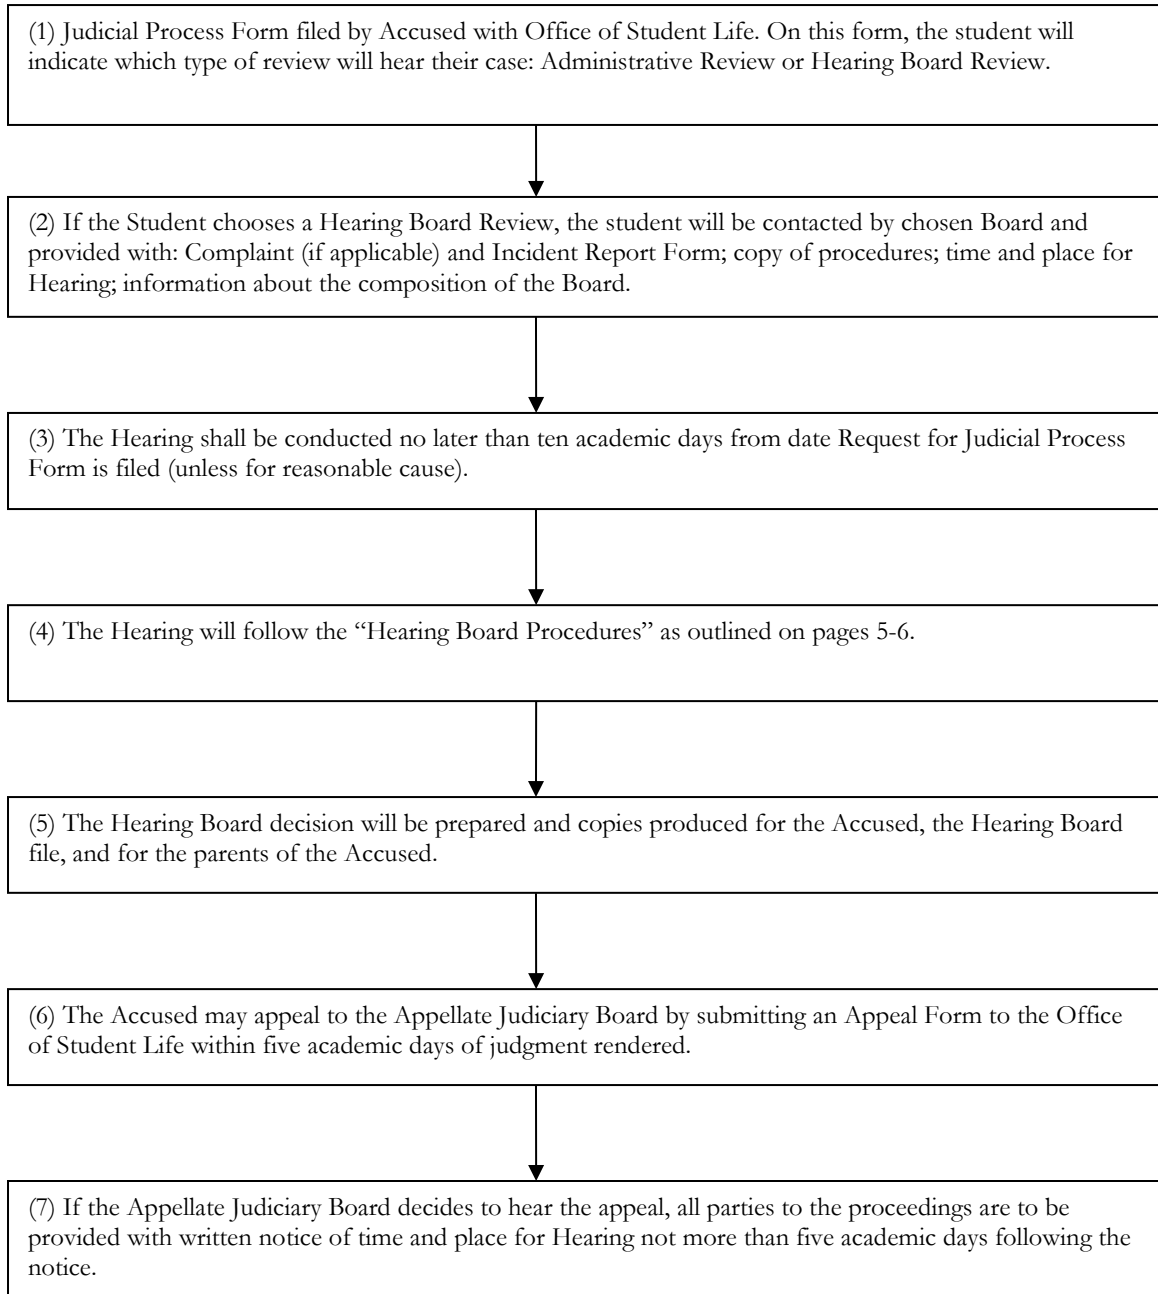 (1) Judicial Process Form filed by Accused with Office of Student Life. On this form, the student will
indicate which type of review will hear their case: Administrative Review or Hearing Board Review.
(2) If the Student chooses a Hearing Board Review, the student will be contacted by chosen Board and
provided with: Complaint (if applicable) and Incident Report Form; copy of procedures; time and place for
Hearing; information about the composition of the Board.
(3) The Hearing shall be conducted no later than ten academic days from date Request for Judicial Process
Form is filed (unless for reasonable cause).
(4) The Hearing will follow the “Hearing Board Procedures” as outlined on pages 5-6.
(5) The Hearing Board decision will be prepared and copies produced for the Accused, the Hearing Board
file, and for the parents of the Accused.
(6) The Accused may appeal to the Appellate Judiciary Board by submitting an Appeal Form to the Office
of Student Life within five academic days of judgment rendered.
(7) If the Appellate Judiciary Board decides to hear the appeal, all parties to the proceedings are to be
provided with written notice of time and place for Hearing not more than five academic days following the
notice.